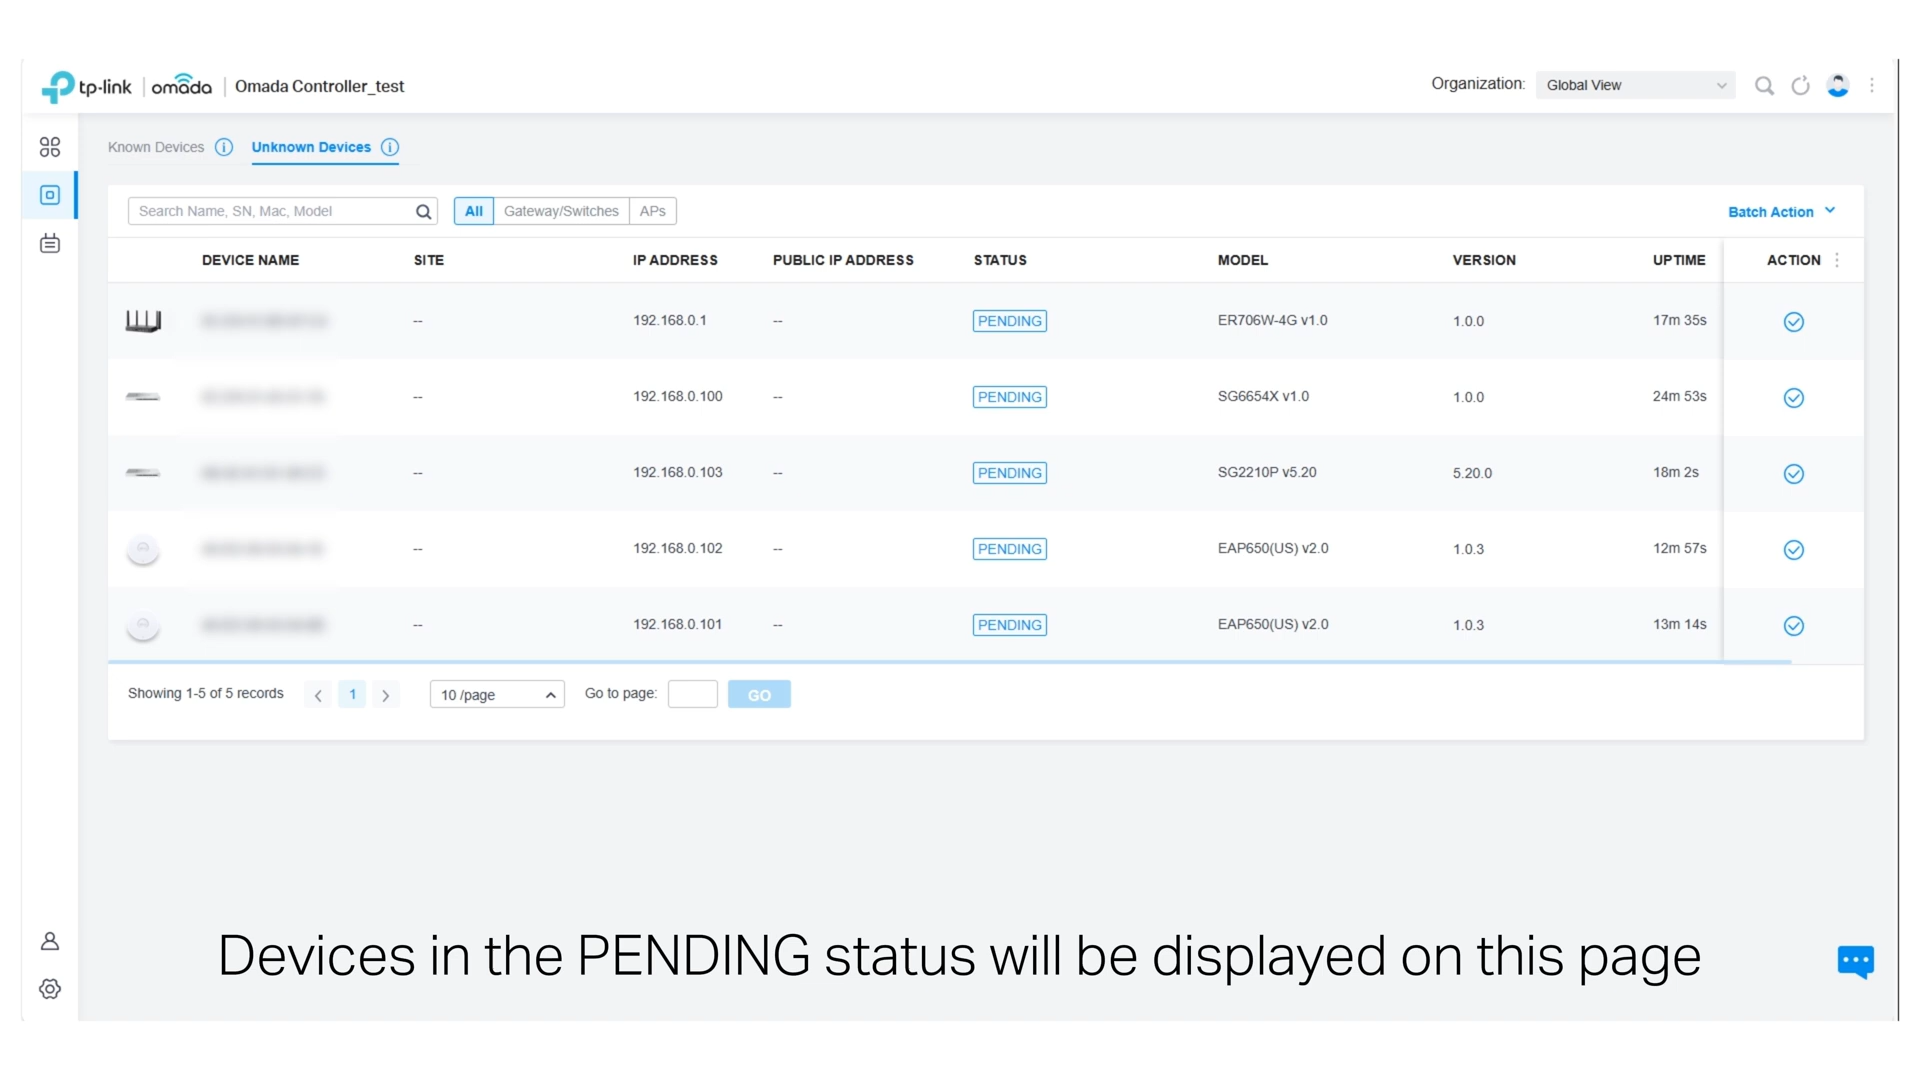 tp-link | omada | Omada Controller_test
Organization: Global View
Known Devices Unknown Devices
Search Name, SN, Mac, Model All Gateway/Switches APs Batch Action
DEVICE NAME SITE IP ADDRESS PUBLIC IP ADDRESS STATUS MODEL VERSION UPTIME ACTION
-- 192.168.0.1 -- PENDING ER706W-4G v1.0 1.0.0 17m 35s
-- 192.168.0.100 -- PENDING SG6654X v1.0 1.0.0 24m 53s
-- 192.168.0.103 -- PENDING SG2210P v5.20 5.20.0 18m 2s
-- 192.168.0.102 -- PENDING EAP650(US) v2.0 1.0.3 12m 57s
-- 192.168.0.101 -- PENDING EAP650(US) v2.0 1.0.3 13m 14s
Showing 1-5 of 5 records < 1 > 10 /page Go to page: GO
Devices in the PENDING status will be displayed on this page